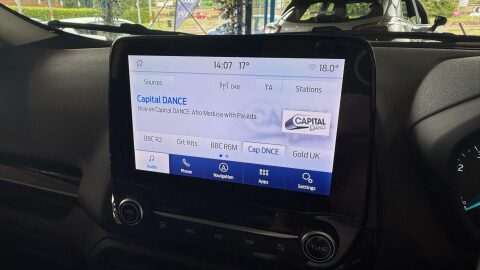 14:07 17° 18.0°
Sources DAB TA Stations
Capital DANCE
Now on Capital DANCE: Afro Medusa with Pasilda
CAPITAL
DANCE
BBC R2 Grt Hits BBC R6M Cap DNCE Gold UK
Audio Phone Navigation Apps Settings
TUNE